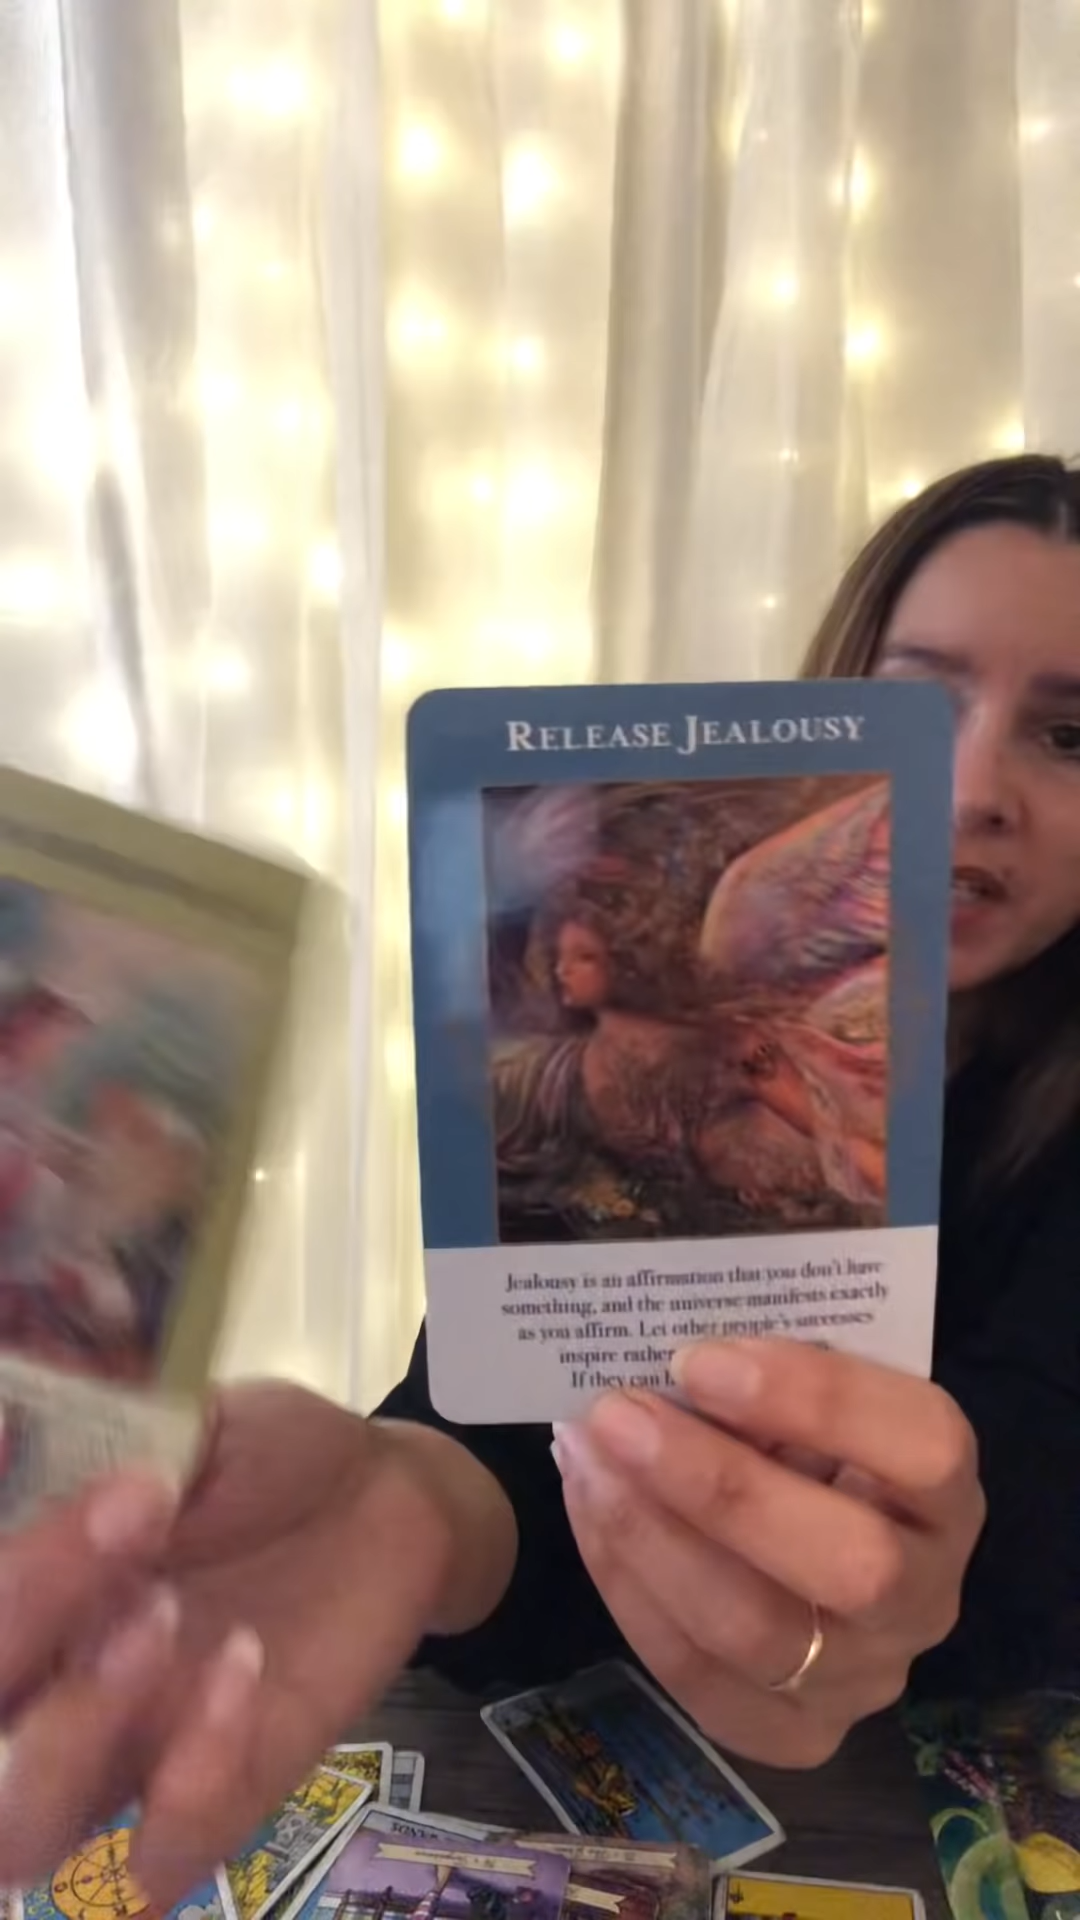 RELEASE JEALOUSY
Jealousy is an affirmation that you don't have
something, and the universe manifests exactly
as you affirm. Let other people's successes
inspire rather
If they can